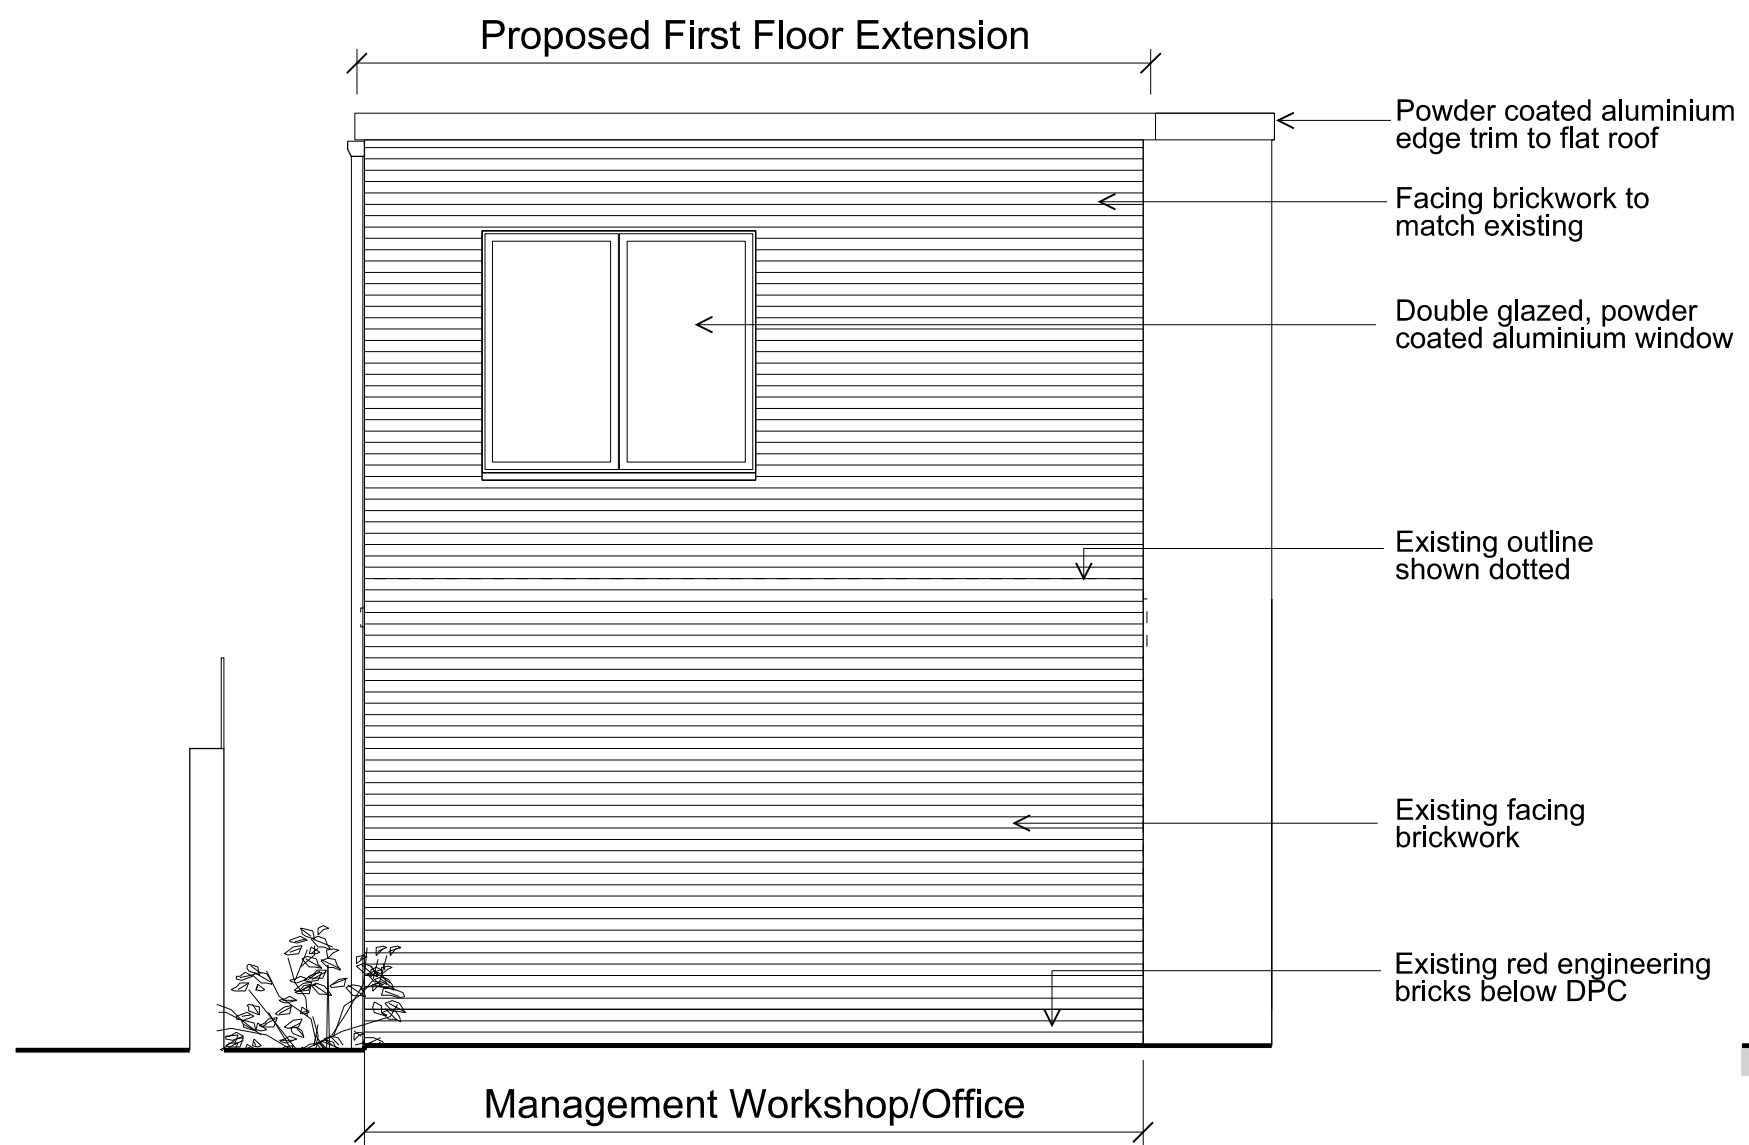 Proposed First Floor Extension
Powder coated aluminium
edge trim to flat roof
Facing brickwork to
match existing
Double glazed, powder
coated aluminium window
Existing outline
shown dotted
Existing facing
brickwork
Existing red engineering
bricks below DPC
Management Workshop/Office